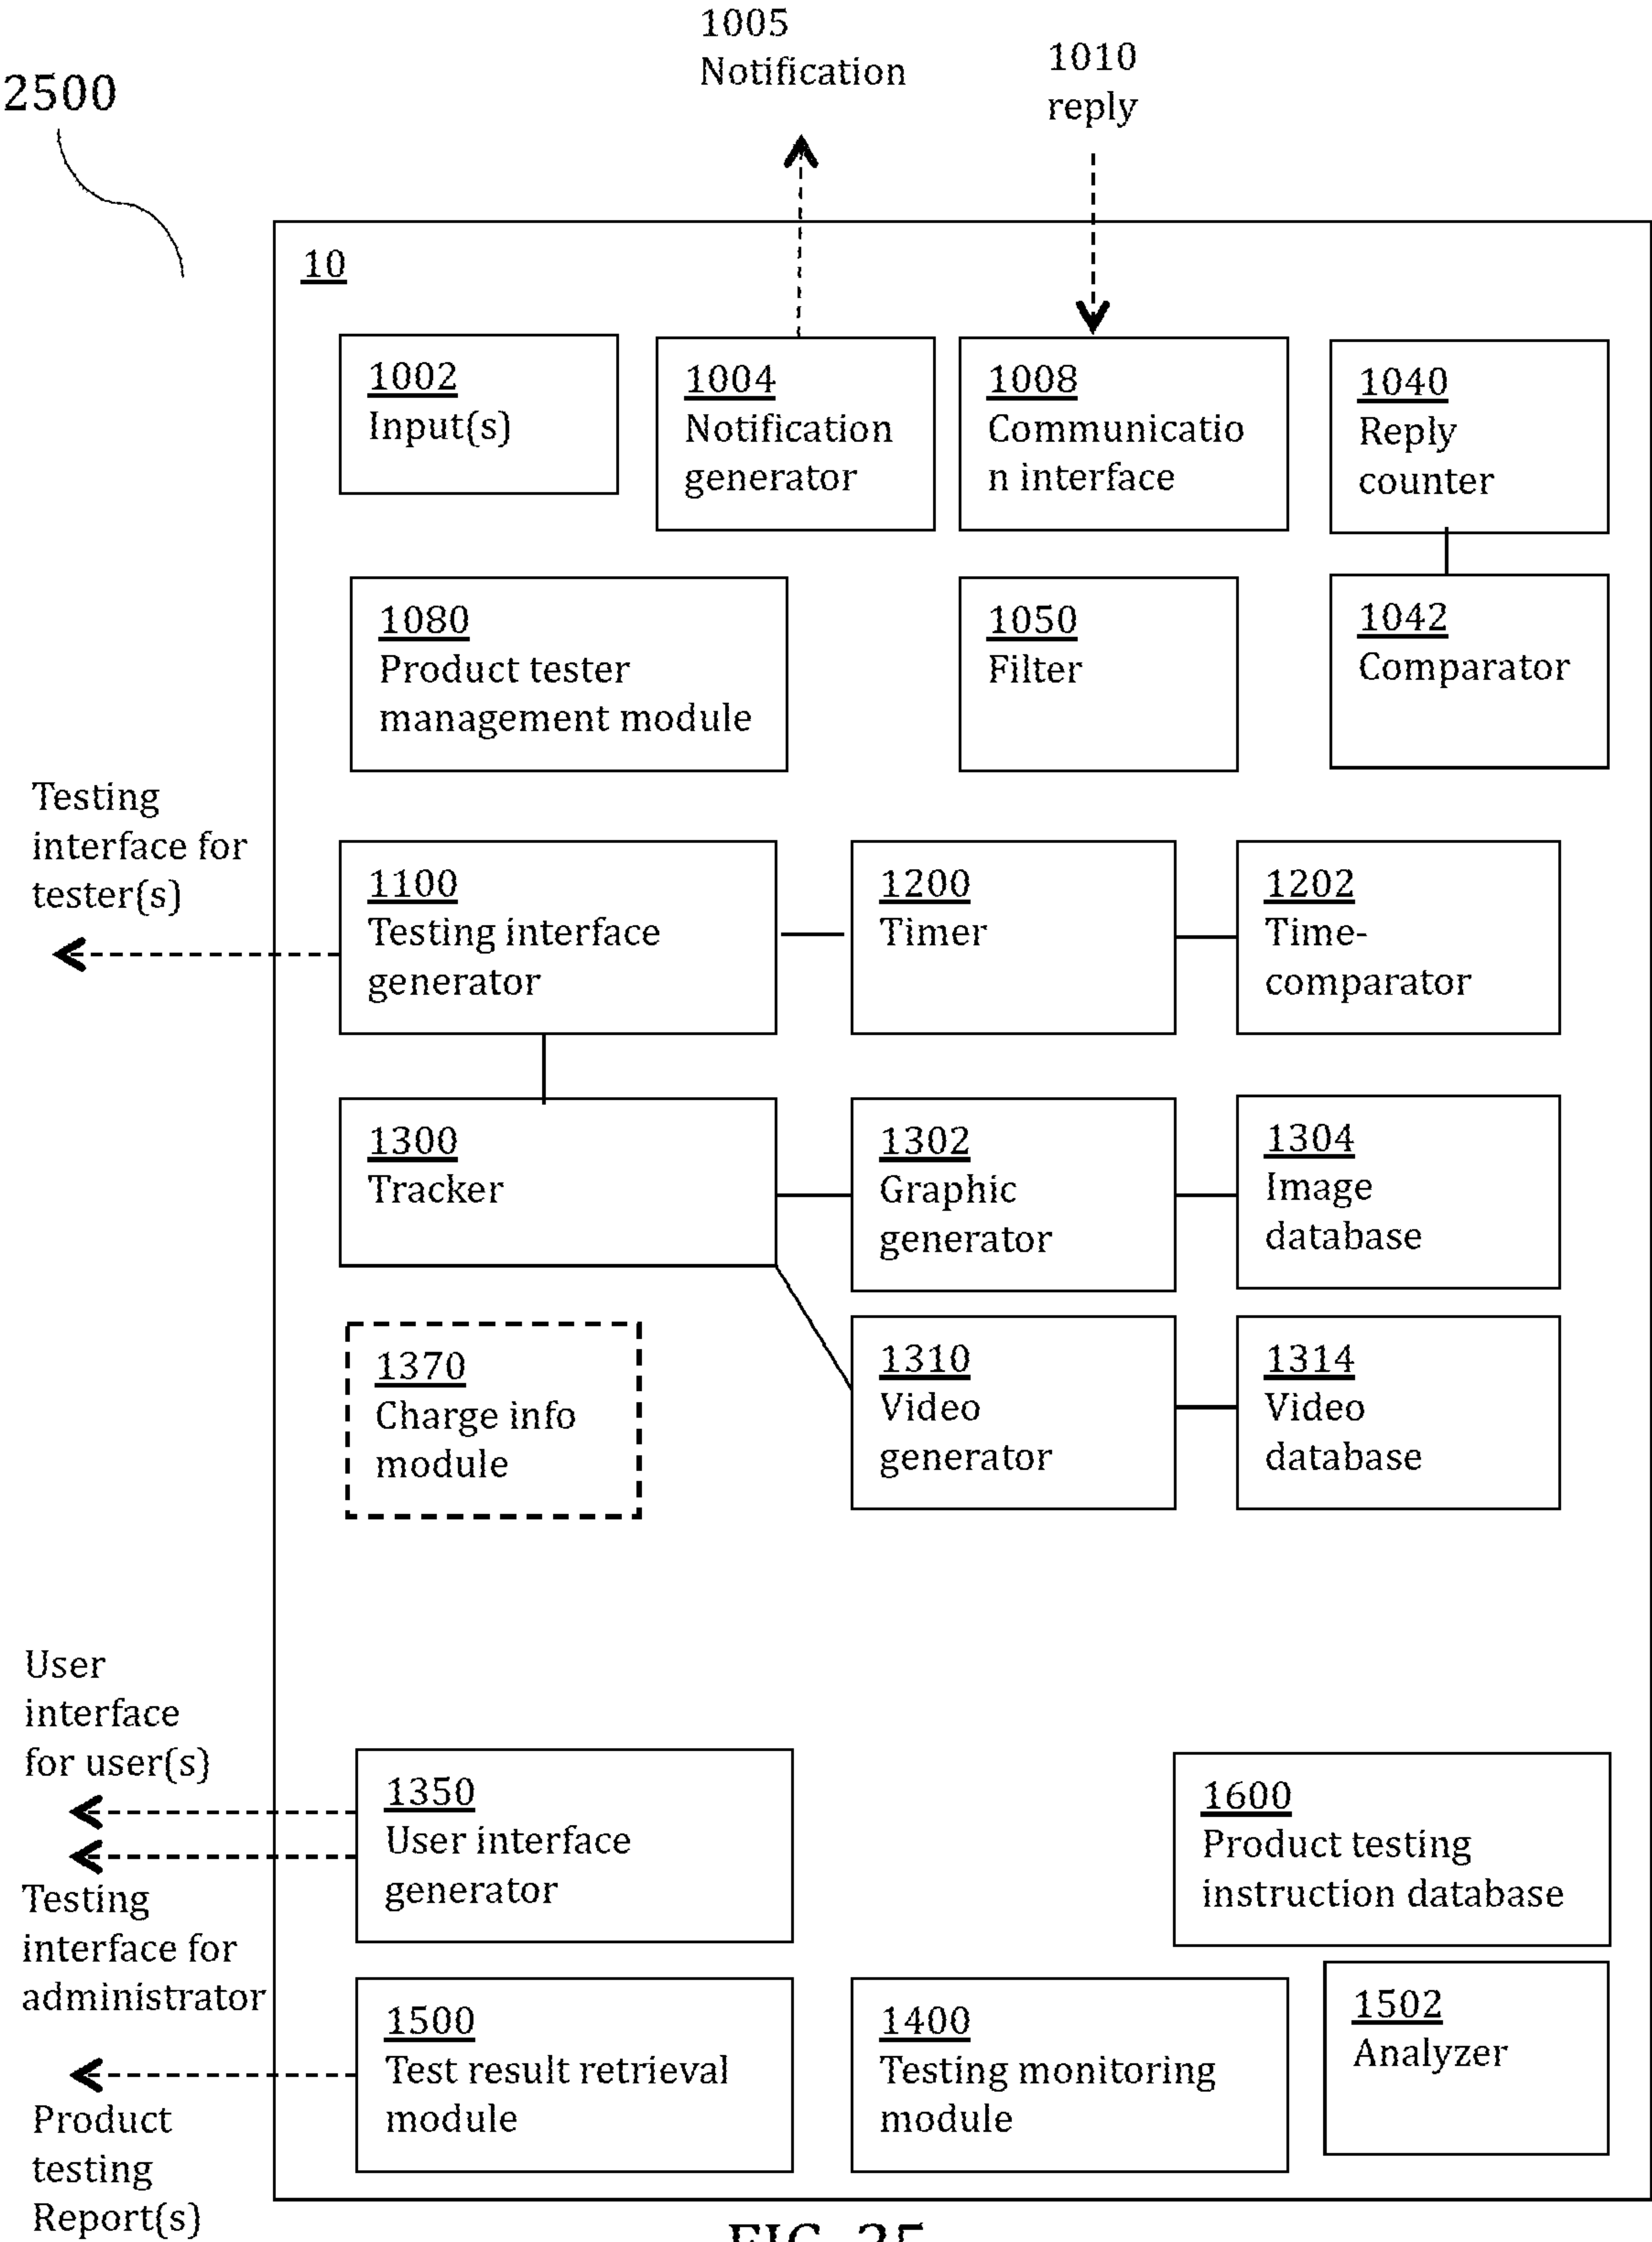 1005
Notification
1010
reply
2500
10
1002
Input(s)
1004
Notification
generator
1008
Communicatio
n interface
1040
Reply
counter
1080
Product tester
management module
1050
Filter
1042
Comparator
Testing
interface for
tester(s)
1100
Testing interface
generator
1200
Timer
1202
Time-
comparator
1300
Tracker
1302
Graphic
generator
1304
Image
database
1370
Charge info
module
1310
Video
generator
1314
Video
database
User
interface
for user(s)
1350
User interface
generator
1600
Product testing
instruction database
Testing
interface for
administrator
1500
Test result retrieval
module
1400
Testing monitoring
module
1502
Analyzer
Product
testing
Report(s)
FIG. 25